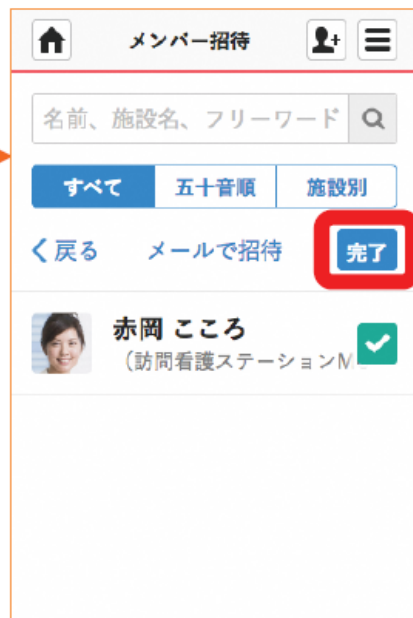 メンバー招待
名前、施設名、フリーワード
すべて 五十音順 施設別
戻る メールで招待 完了
赤岡 こころ
（訪問看護ステーションM